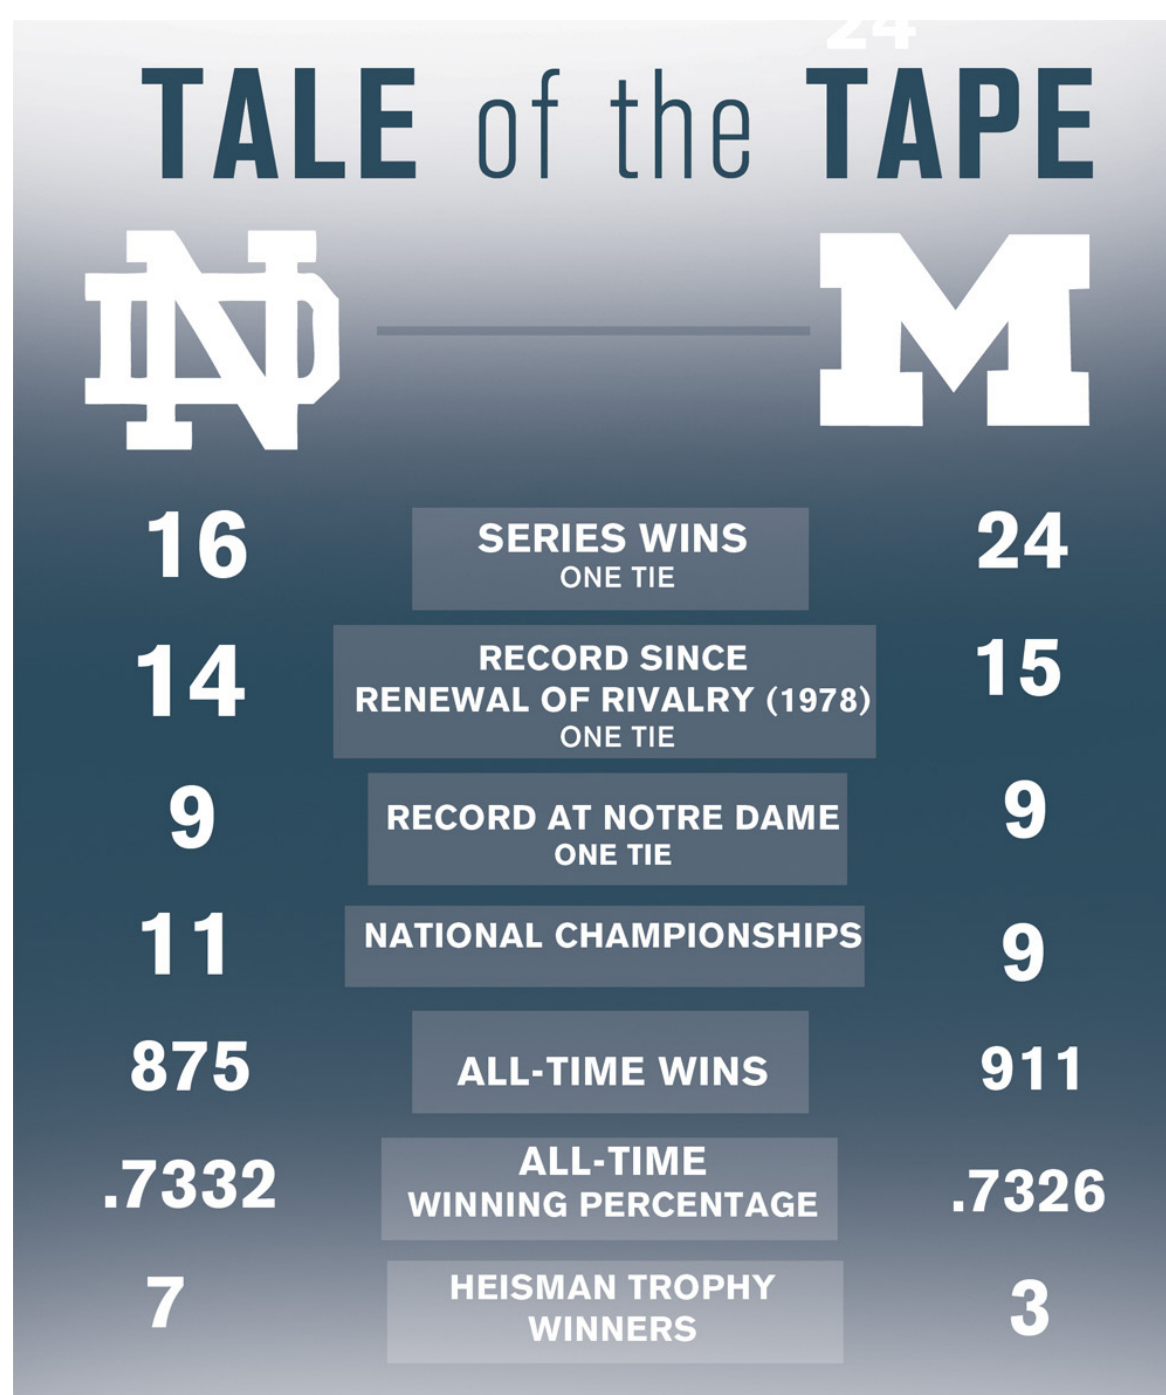 24
TALE of the TAPE
ND M
16 SERIES WINS 24
ONE TIE
14 RECORD SINCE 15
RENEWAL OF RIVALRY (1978)
ONE TIE
9 RECORD AT NOTRE DAME 9
ONE TIE
11 NATIONAL CHAMPIONSHIPS 9
875 ALL-TIME WINS 911
.7332 ALL-TIME .7326
WINNING PERCENTAGE
7 HEISMAN TROPHY 3
WINNERS